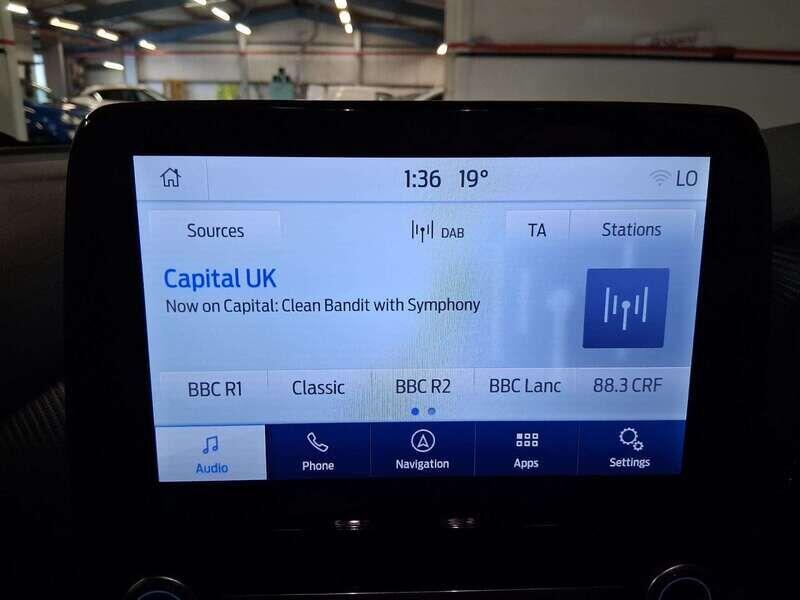 1:36 19° LO
Sources DAB TA Stations
Capital UK
Now on Capital: Clean Bandit with Symphony
BBC R1 Classic BBC R2 BBC Lanc 88.3 CRF
Audio Phone Navigation Apps Settings